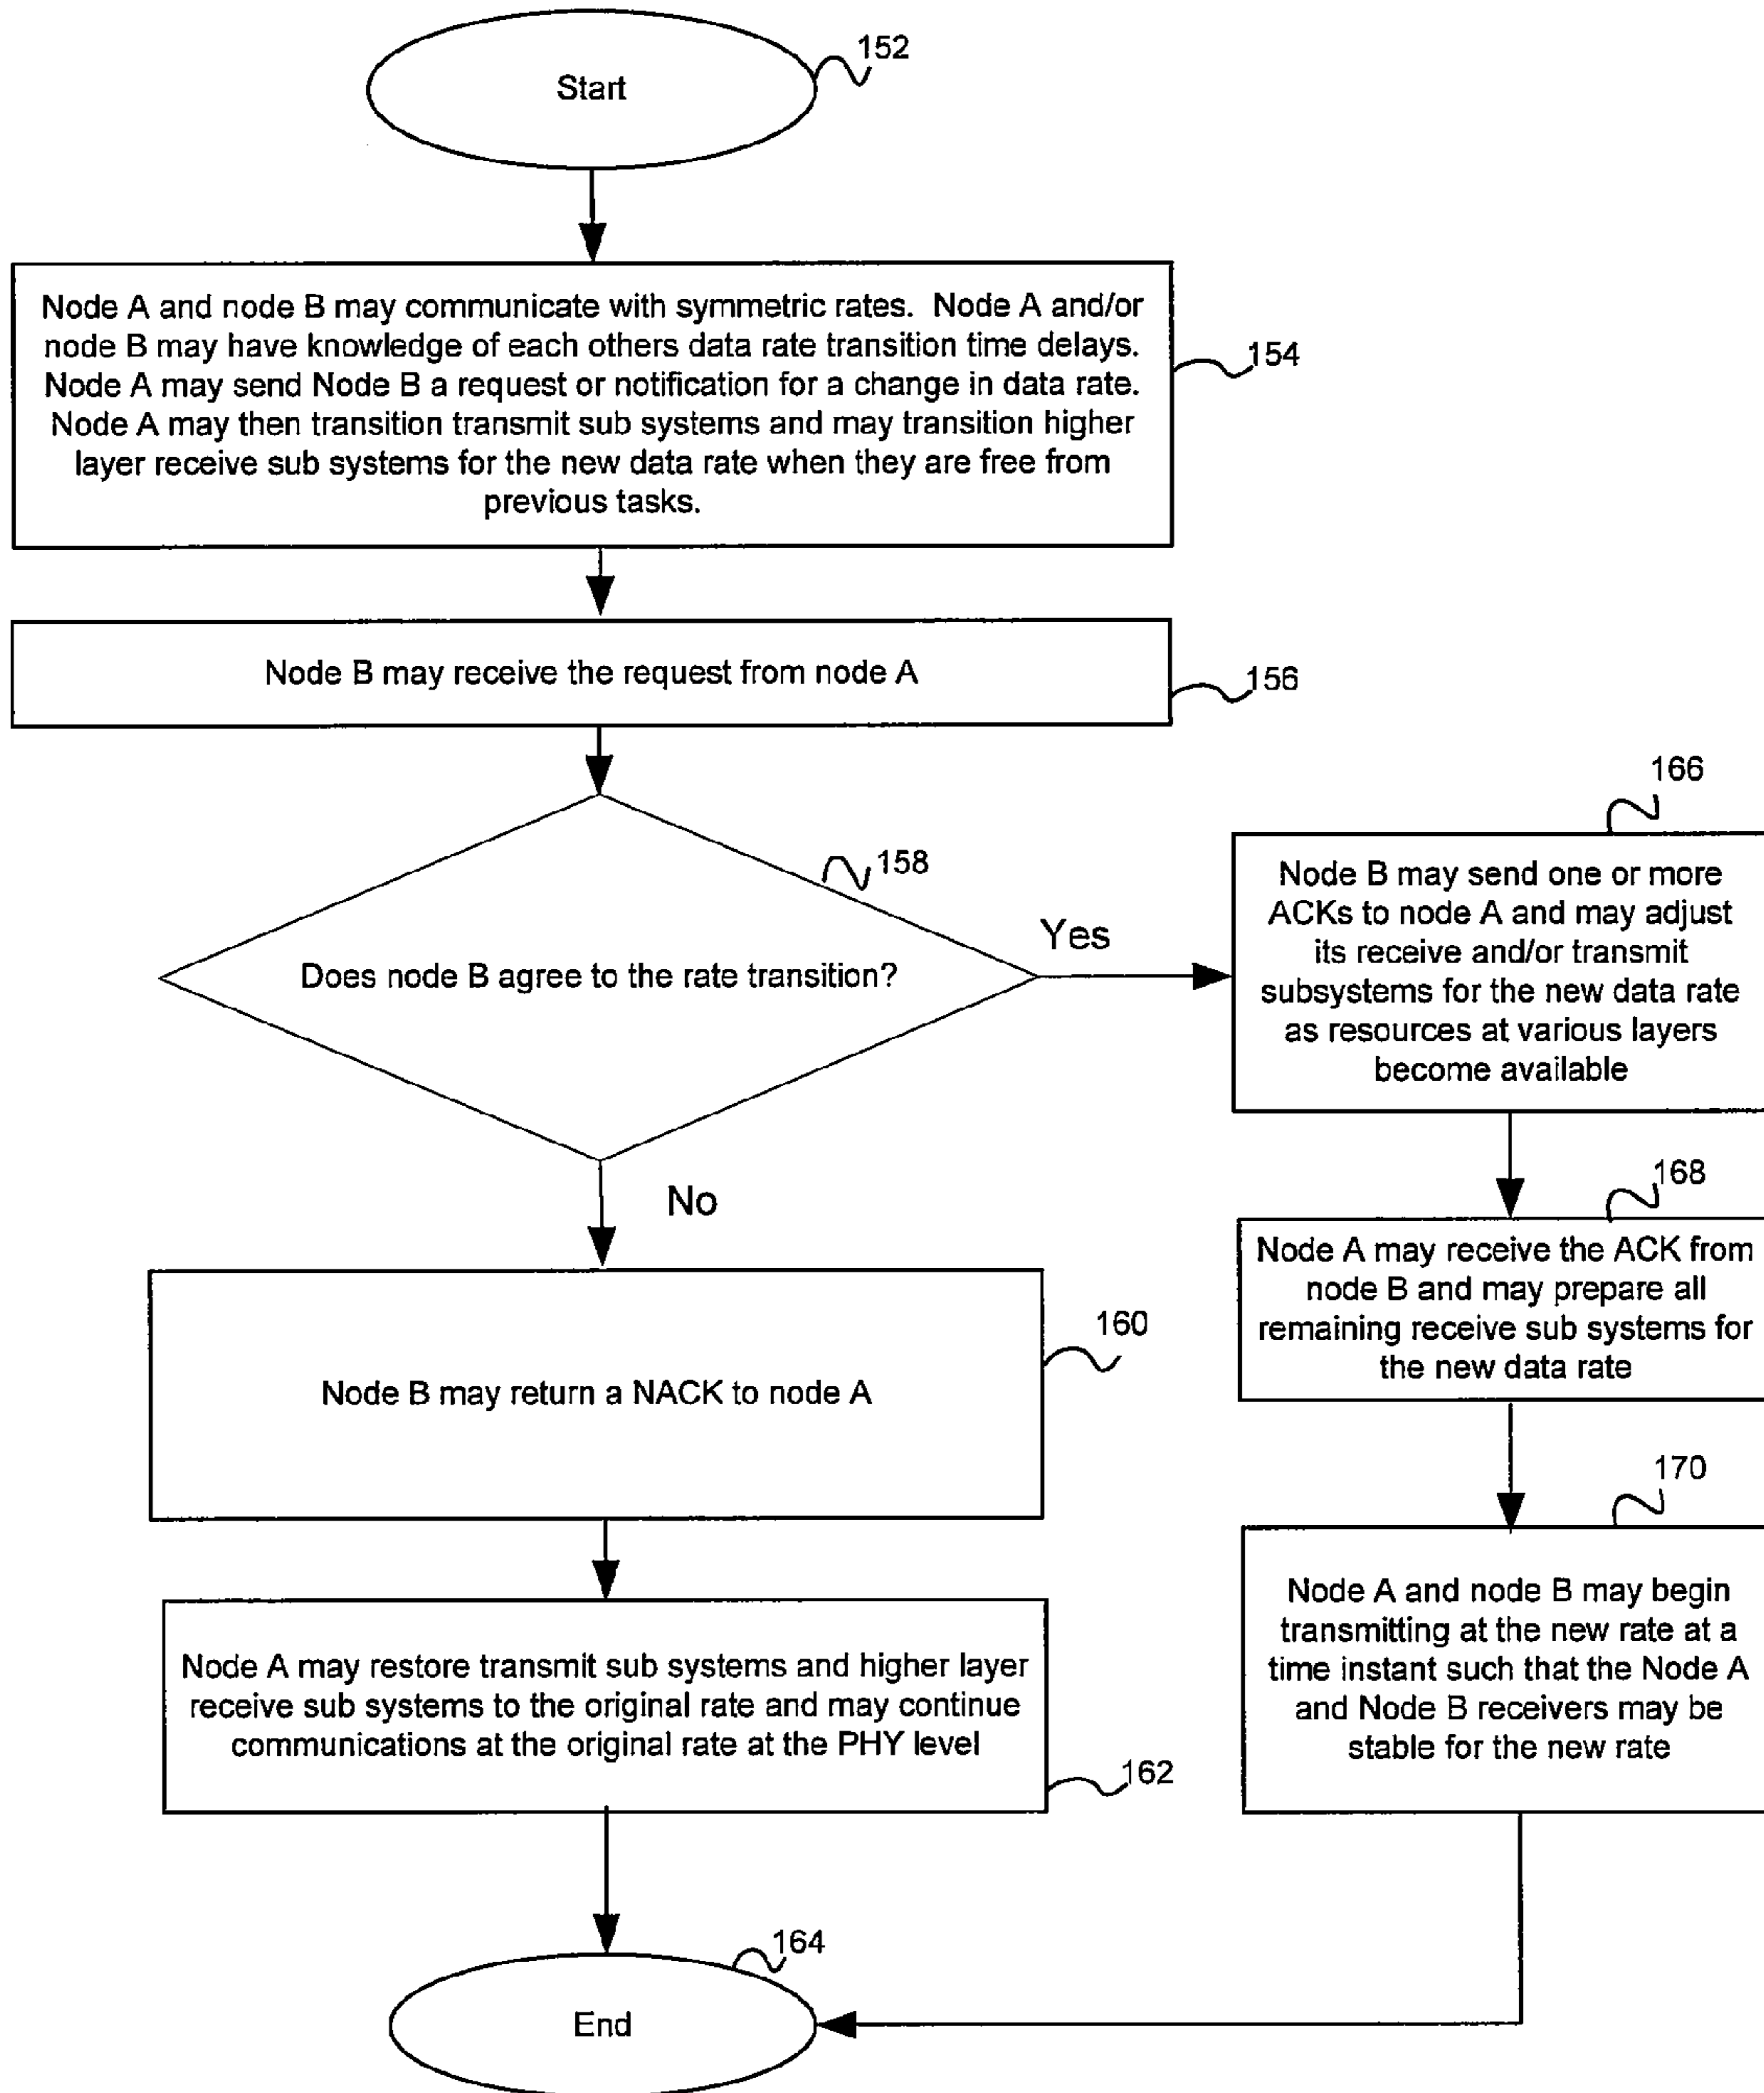 152
Start
Node A and node B may communicate with symmetric rates. Node A and/or
node B may have knowledge of each others data rate transition time delays.
Node A may send Node B a request or notification for a change in data rate.
Node A may then transition transmit sub systems and may transition higher
layer receive sub systems for the new data rate when they are free from
previous tasks.
154
Node B may receive the request from node A
156
158
Does node B agree to the rate transition?
Yes
No
166
Node B may send one or more
ACKs to node A and may adjust
its receive and/or transmit
subsystems for the new data rate
as resources at various layers
become available
168
Node A may receive the ACK from
node B and may prepare all
remaining receive sub systems for
the new data rate
160
Node B may return a NACK to node A
170
Node A and node B may begin
transmitting at the new rate at a
time instant such that the Node A
and Node B receivers may be
stable for the new rate
Node A may restore transmit sub systems and higher layer
receive sub systems to the original rate and may continue
communications at the original rate at the PHY level
162
164
End